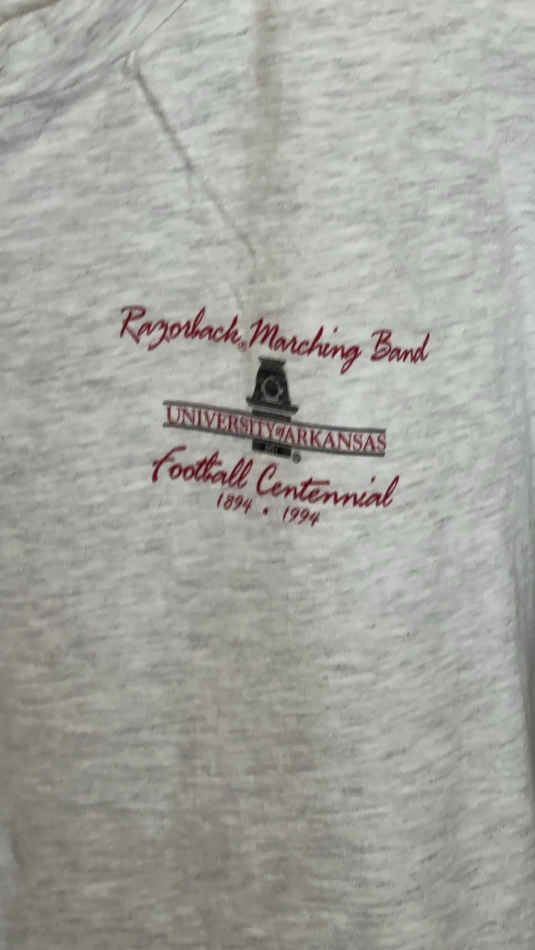 Razorback® Marching Band
UNIVERSITY of ARKANSAS®
Football Centennial
1894 • 1994